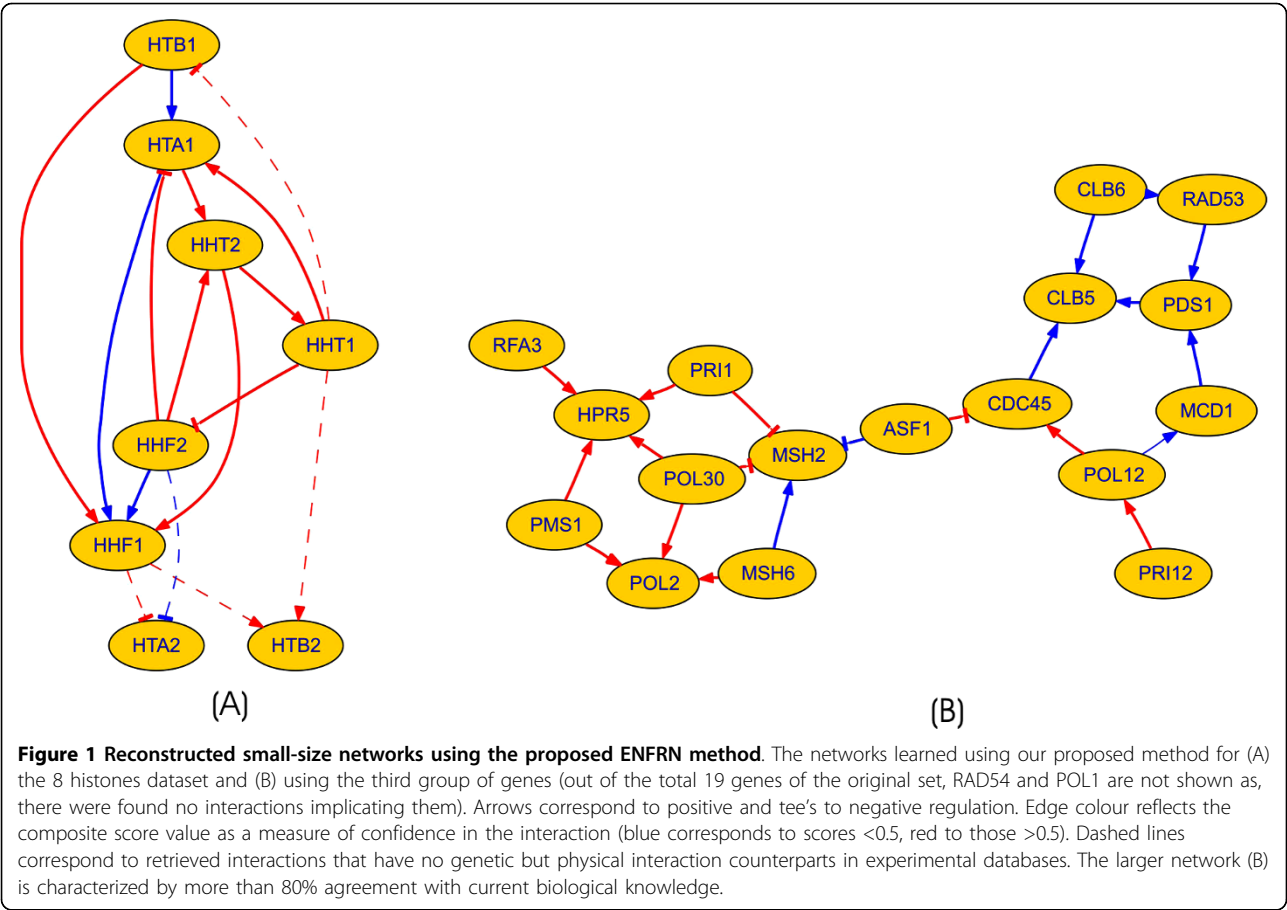 HTB1
HTA1
HHT2
HHT1
HHF2
HHF1
HTA2
HTB2
(A)
CLB6
RAD53
CLB5
PDS1
RFA3
PRI1
HPR5
CDC45
MCD1
ASF1
MSH2
POL30
POL12
PMS1
POL2
MSH6
PRI12
(B)
Figure 1 Reconstructed small-size networks using the proposed ENFRN method. The networks learned using our proposed method for (A)
the 8 histones dataset and (B) using the third group of genes (out of the total 19 genes of the original set, RAD54 and POL1 are not shown as,
there were found no interactions implicating them). Arrows correspond to positive and tee's to negative regulation. Edge colour reflects the
composite score value as a measure of confidence in the interaction (blue corresponds to scores <0.5, red to those >0.5). Dashed lines
correspond to retrieved interactions that have no genetic but physical interaction counterparts in experimental databases. The larger network (B)
is characterized by more than 80% agreement with current biological knowledge.